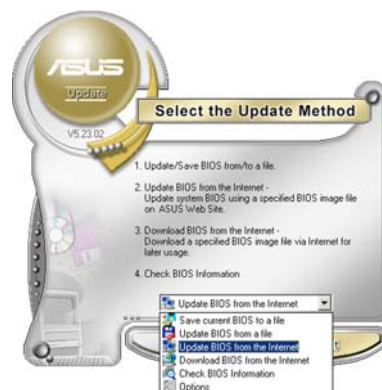 ASUS
Update
V5.23.02
Select the Update Method
1. Update/Save BIOS from/to a file.
2. Update BIOS from the Internet -
Update system BIOS using a specified BIOS image file
on ASUS Web Site.
3. Download BIOS from the Internet -
Download a specified BIOS image file via Internet for
later usage.
4. Check BIOS Information
Update BIOS from the Internet
Save current BIOS to a file
Update BIOS from a file
Update BIOS from the Internet
Download BIOS from the Internet
Check BIOS Information
Options